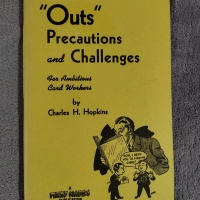 "Outs"
Precautions
and Challenges
For Ambitious
Card Workers
by
Charles H. Hopkins